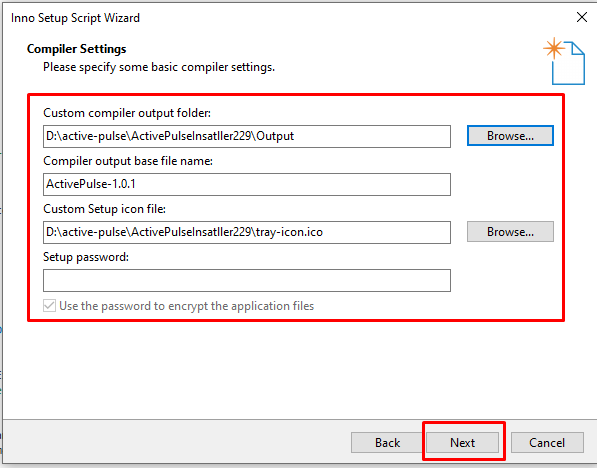 Inno Setup Script Wizard
Compiler Settings
Please specify some basic compiler settings.
Custom compiler output folder:
D:\active-pulse\ActivePulseInsatller229\Output
Browse...
Compiler output base file name:
ActivePulse-1.0.1
Custom Setup icon file:
D:\active-pulse\ActivePulseInsatller229\tray-icon.ico
Browse...
Setup password:
Use the password to encrypt the application files
Back
Next
Cancel